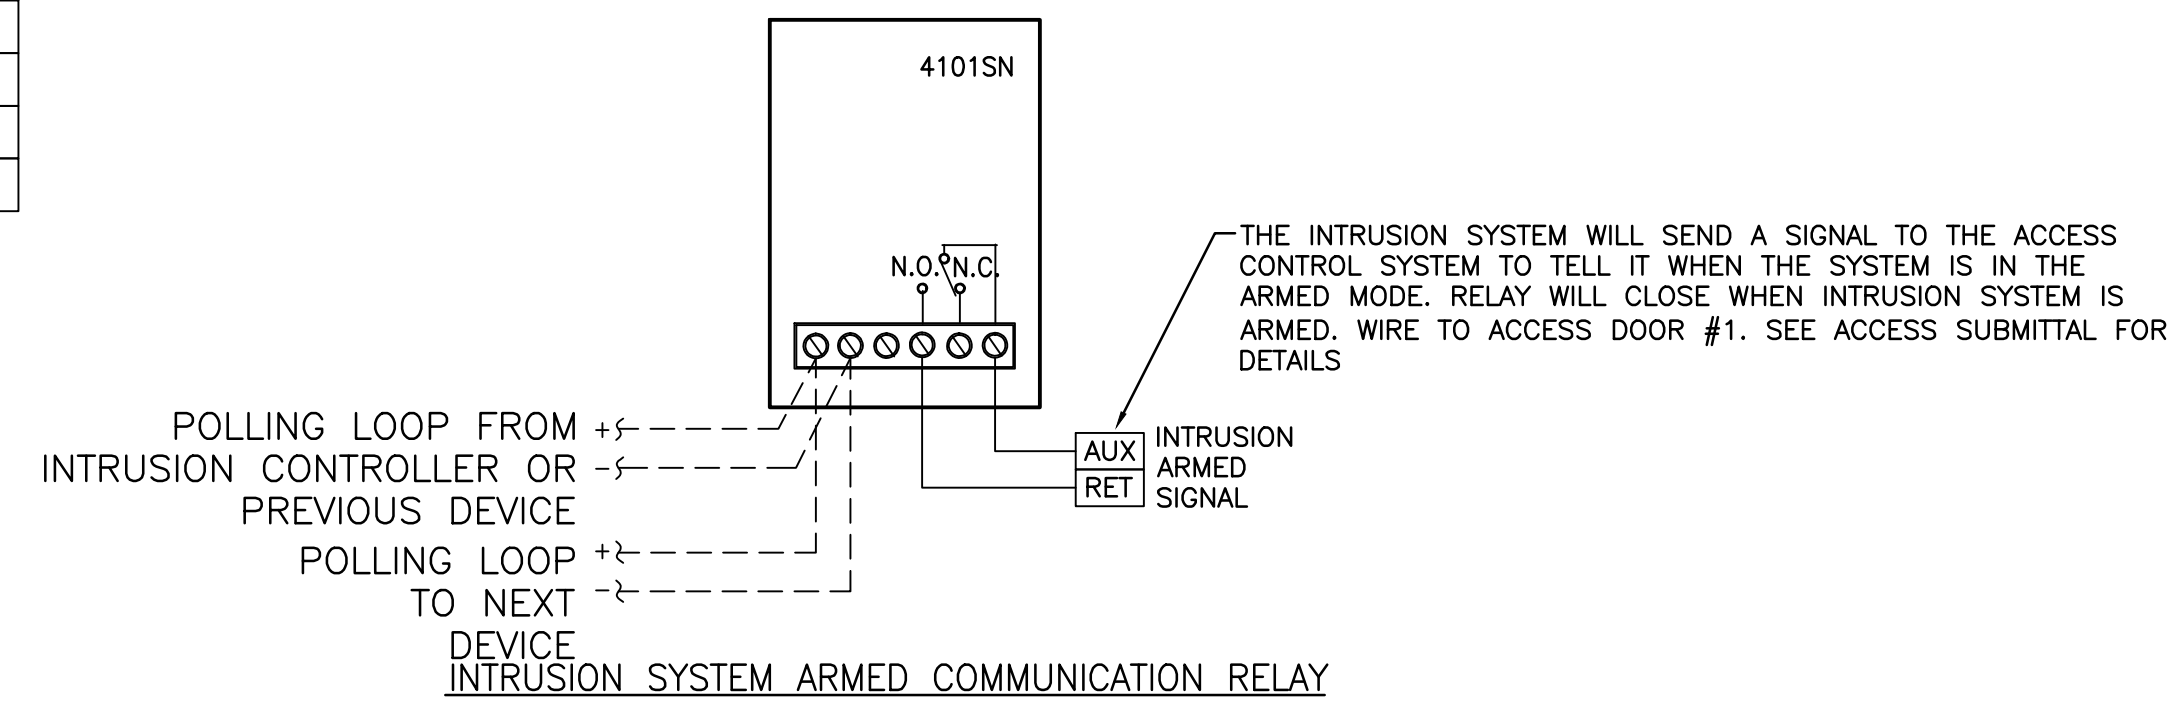 4101SN
N.O. N.C.
THE INTRUSION SYSTEM WILL SEND A SIGNAL TO THE ACCESS
CONTROL SYSTEM TO TELL IT WHEN THE SYSTEM IS IN THE
ARMED MODE. RELAY WILL CLOSE WHEN INTRUSION SYSTEM IS
ARMED. WIRE TO ACCESS DOOR #1. SEE ACCESS SUBMITTAL FOR
DETAILS
POLLING LOOP FROM +
INTRUSION CONTROLLER OR -
PREVIOUS DEVICE
POLLING LOOP +
TO NEXT -
DEVICE
AUX
RET
INTRUSION
ARMED
SIGNAL
INTRUSION SYSTEM ARMED COMMUNICATION RELAY